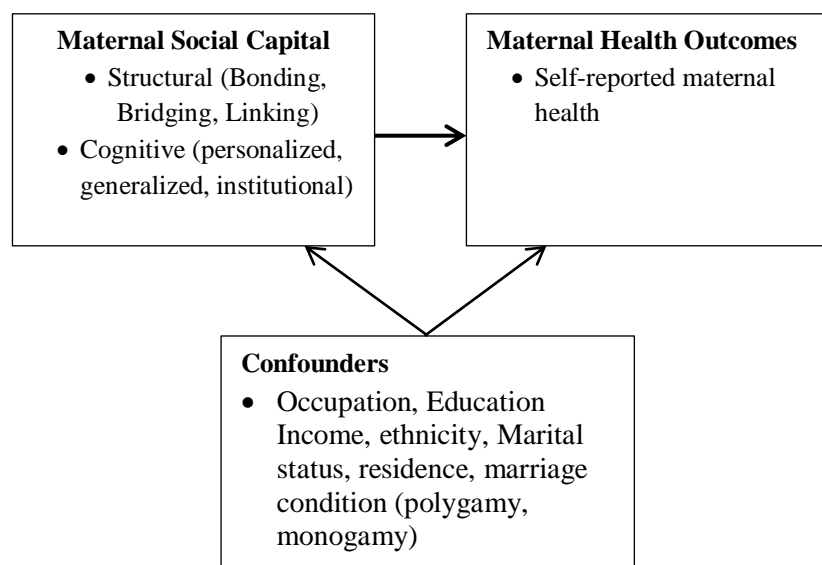 Maternal Social Capital
• Structural (Bonding,
Bridging, Linking)
• Cognitive (personalized,
generalized, institutional)
Maternal Health Outcomes
• Self-reported maternal
health
Confounders
• Occupation, Education
Income, ethnicity, Marital
status, residence, marriage
condition (polygamy,
monogamy)